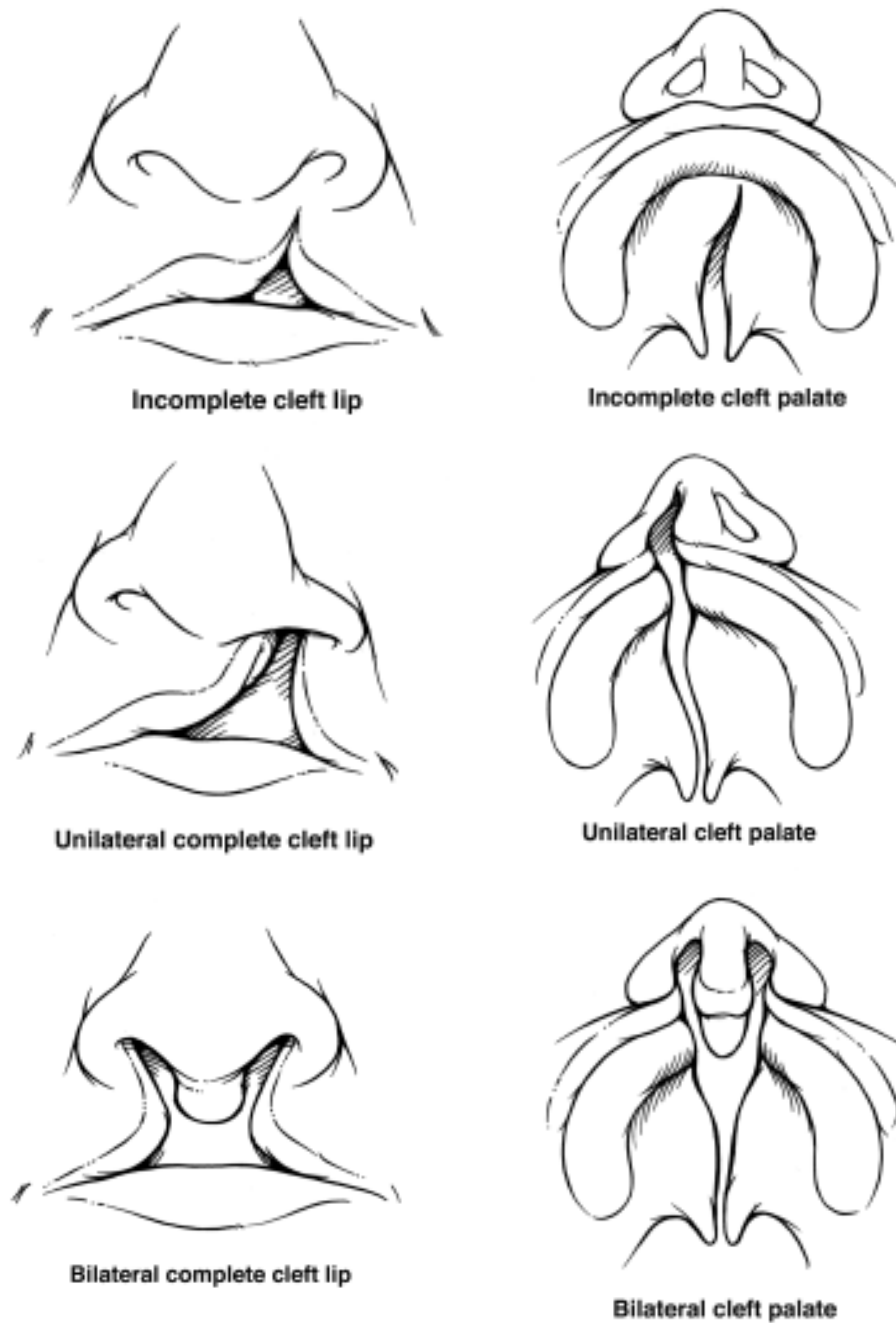 Incomplete cleft lip
Incomplete cleft palate
Unilateral complete cleft lip
Unilateral cleft palate
Bilateral complete cleft lip
Bilateral cleft palate